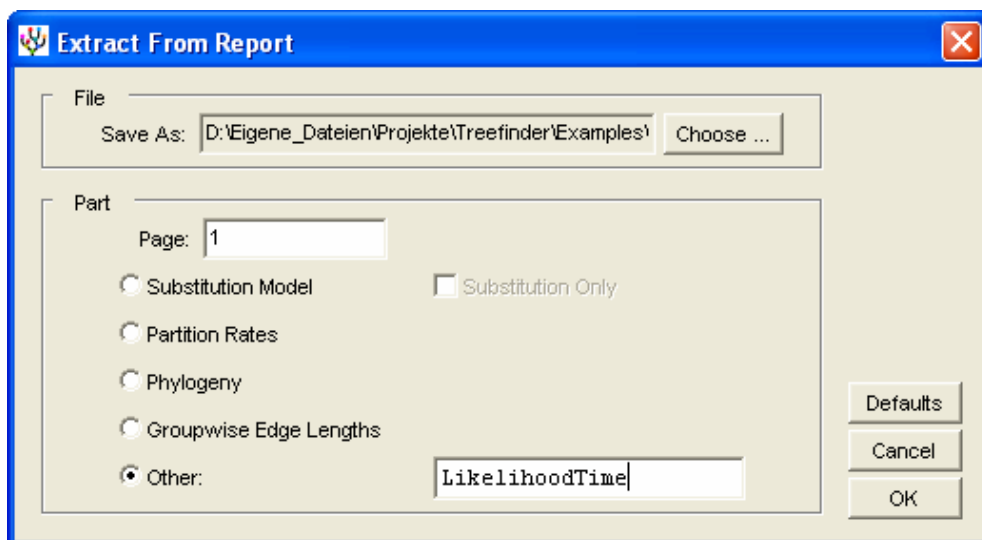 Extract From Report
File
Save As: D:\Eigene_Dateien\Projekte\Treefinder\Examples\ Choose ...
Part
Page: 1
Substitution Model Substitution Only
Partition Rates
Phylogeny
Groupwise Edge Lengths
Other: LikelihoodTime
Defaults
Cancel
OK